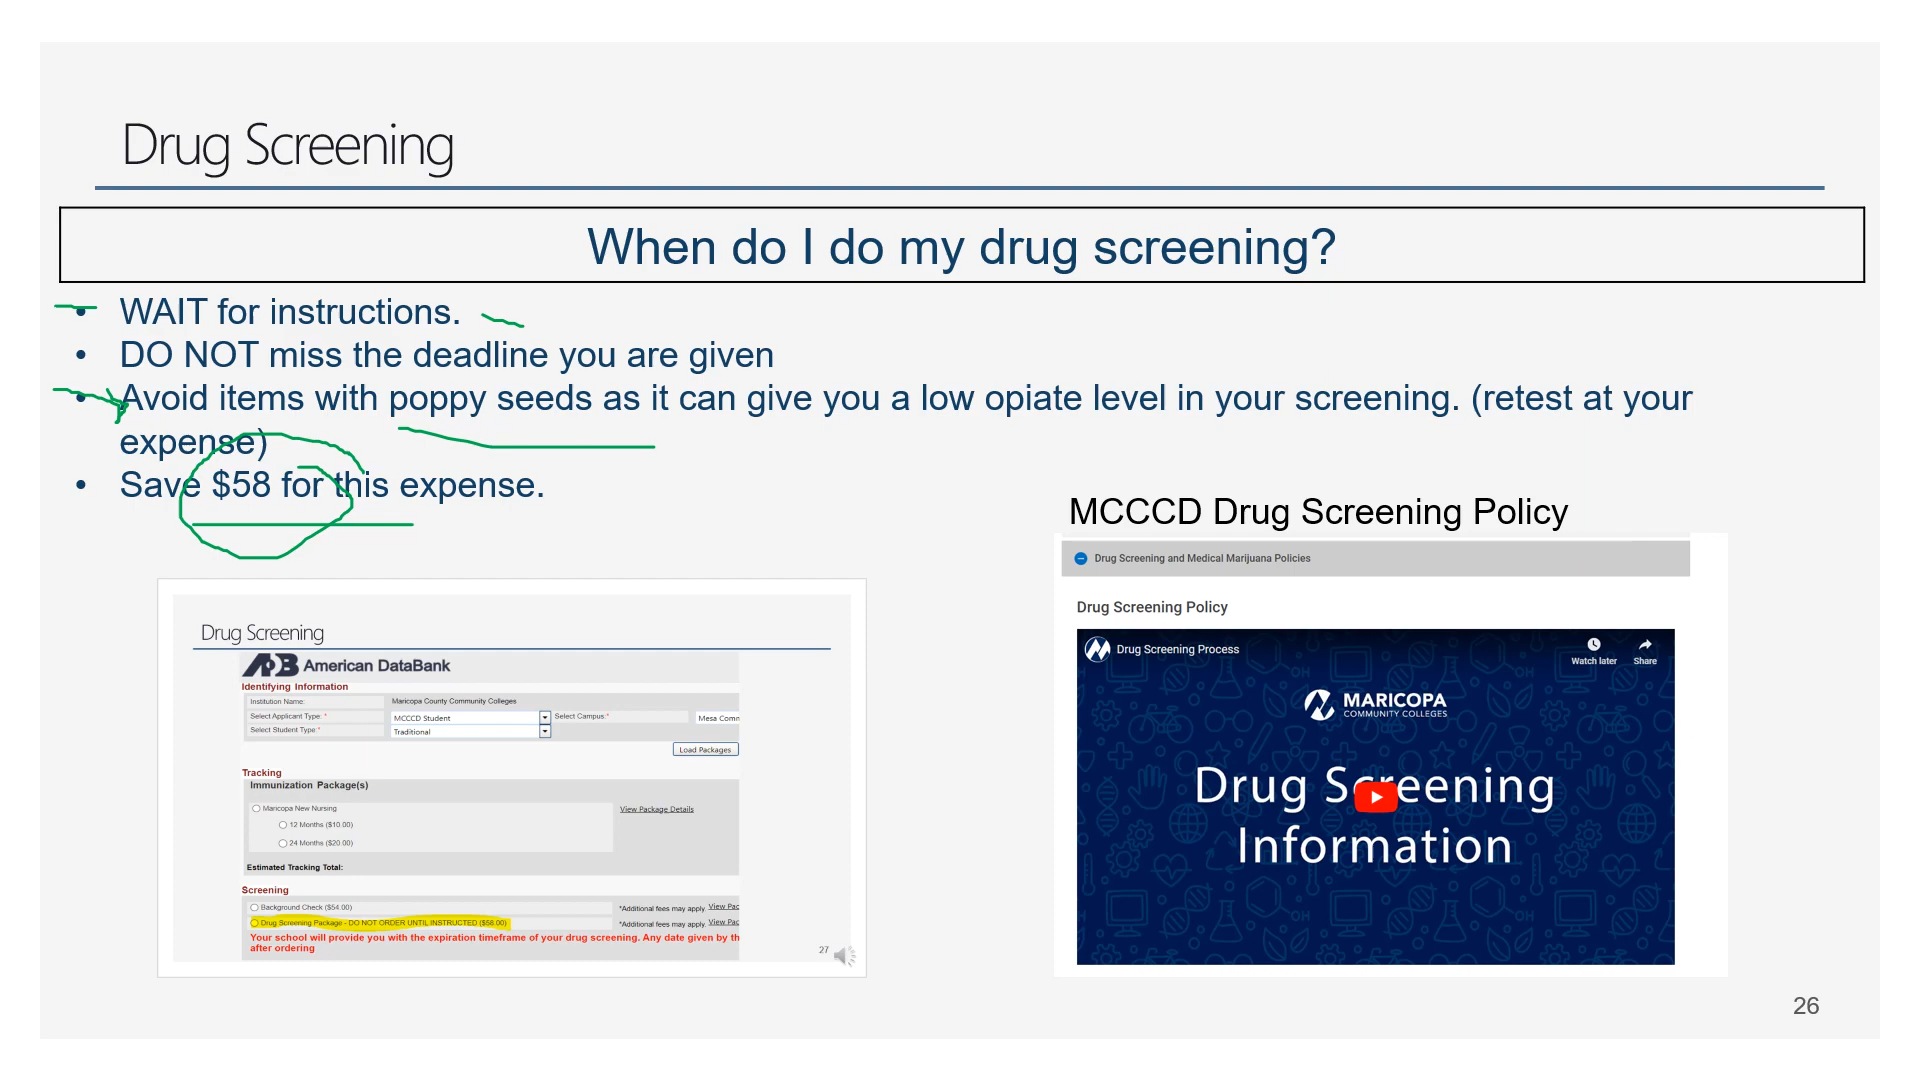 Drug Screening
When do I do my drug screening?
• WAIT for instructions.
• DO NOT miss the deadline you are given
• Avoid items with poppy seeds as it can give you a low opiate level in your screening. (retest at your
expense)
• Save $58 for this expense.
MCCCD Drug Screening Policy
Drug Screening and Medical Marijuana Policies
Drug Screening Policy
Drug Screening Process
Watch later
Share
MARICOPA
COMMUNITY COLLEGES
Drug Screening
Information
Drug Screening
ADB American DataBank
Identifying Information
Institution Name: Maricopa County Community Colleges
Select Applicant Type: * MCCCD Student Select Campus:* Mesa Comm
Select Student Type:* Traditional
Load Packages
Tracking
Immunization Package(s)
Maricopa New Nursing View Package Details
12 Months ($10.00)
24 Months ($20.00)
Estimated Tracking Total:
Screening
Background Check ($54.00) *Additional fees may apply View Pac
Drug Screening Package - DO NOT ORDER UNTIL INSTRUCTED ($58.00) *Additional fees may apply View Pac
Your school will provide you with the expiration timeframe of your drug screening. Any date given by th
after ordering
27
26